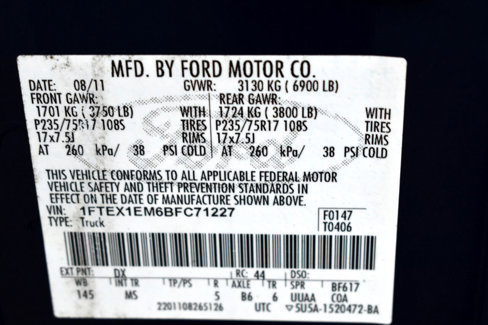 MFD. BY FORD MOTOR CO.
DATE: 08/11 GVWR: 3130 KG ( 6900 LB)
FRONT GAWR: REAR GAWR:
1701 KG ( 3750 LB) 1724 KG ( 3800 LB)
P235/75R17 108S TIRES P235/75R17 108S TIRES
17x7.5J RIMS 17x7.5J RIMS
AT 260 kPa/ 38 PSI COLD AT 260 kPa/ 38 PSI COLD
THIS VEHICLE CONFORMS TO ALL APPLICABLE FEDERAL MOTOR
VEHICLE SAFETY AND THEFT PREVENTION STANDARDS IN
EFFECT ON THE DATE OF MANUFACTURE SHOWN ABOVE.
VIN: 1FTEX1EM6BFC71227 F0147
TYPE: Truck T0406
EXT PNT: DX RC: 44 DSO:
WB INT TR TP/PS R AXLE TR SPR BF617
145 MS 5 B6 6 UUAA COA
2201108265126 UTC ▽5U5A-1520472-BA